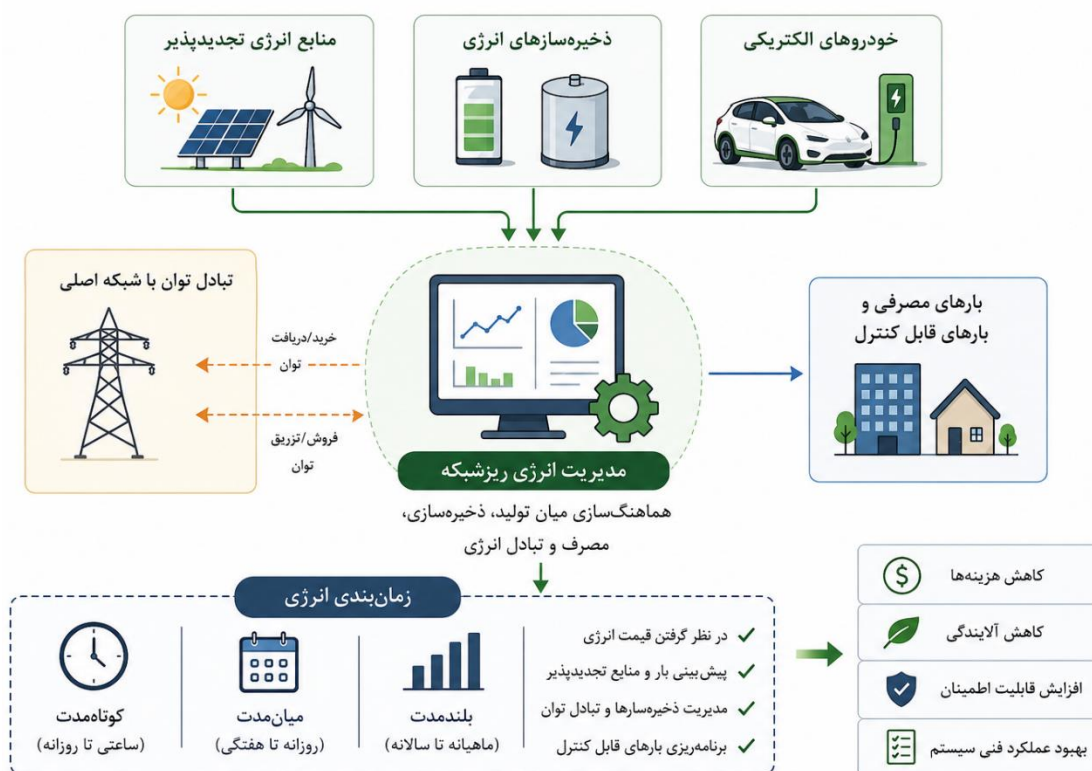 منابع انرژی تجدیدپذیر
ذخیره‌سازهای انرژی
خودروهای الکتریکی
تبادل توان با شبکه اصلی
خرید/دریافت
توان
فروش/تزریق
توان
بارهای مصرفی و
بارهای قابل کنترل
مدیریت انرژی ریزشبکه
هماهنگ‌سازی میان تولید، ذخیره‌سازی،
مصرف و تبادل انرژی
زمان‌بندی انرژی
کوتاه‌مدت
(ساعتی تا روزانه)
میان‌مدت
(روزانه تا هفتگی)
بلندمدت
(ماهیانه تا سالانه)
در نظر گرفتن قیمت انرژی
پیش‌بینی بار و منابع تجدیدپذیر
مدیریت ذخیره‌سارها و تبادل توان
برنامه‌ریزی بارهای قابل کنترل
$
کاهش هزینه‌ها
کاهش آلایندگی
افزایش قابلیت اطمینان
بهبود عملکرد فنی سیستم